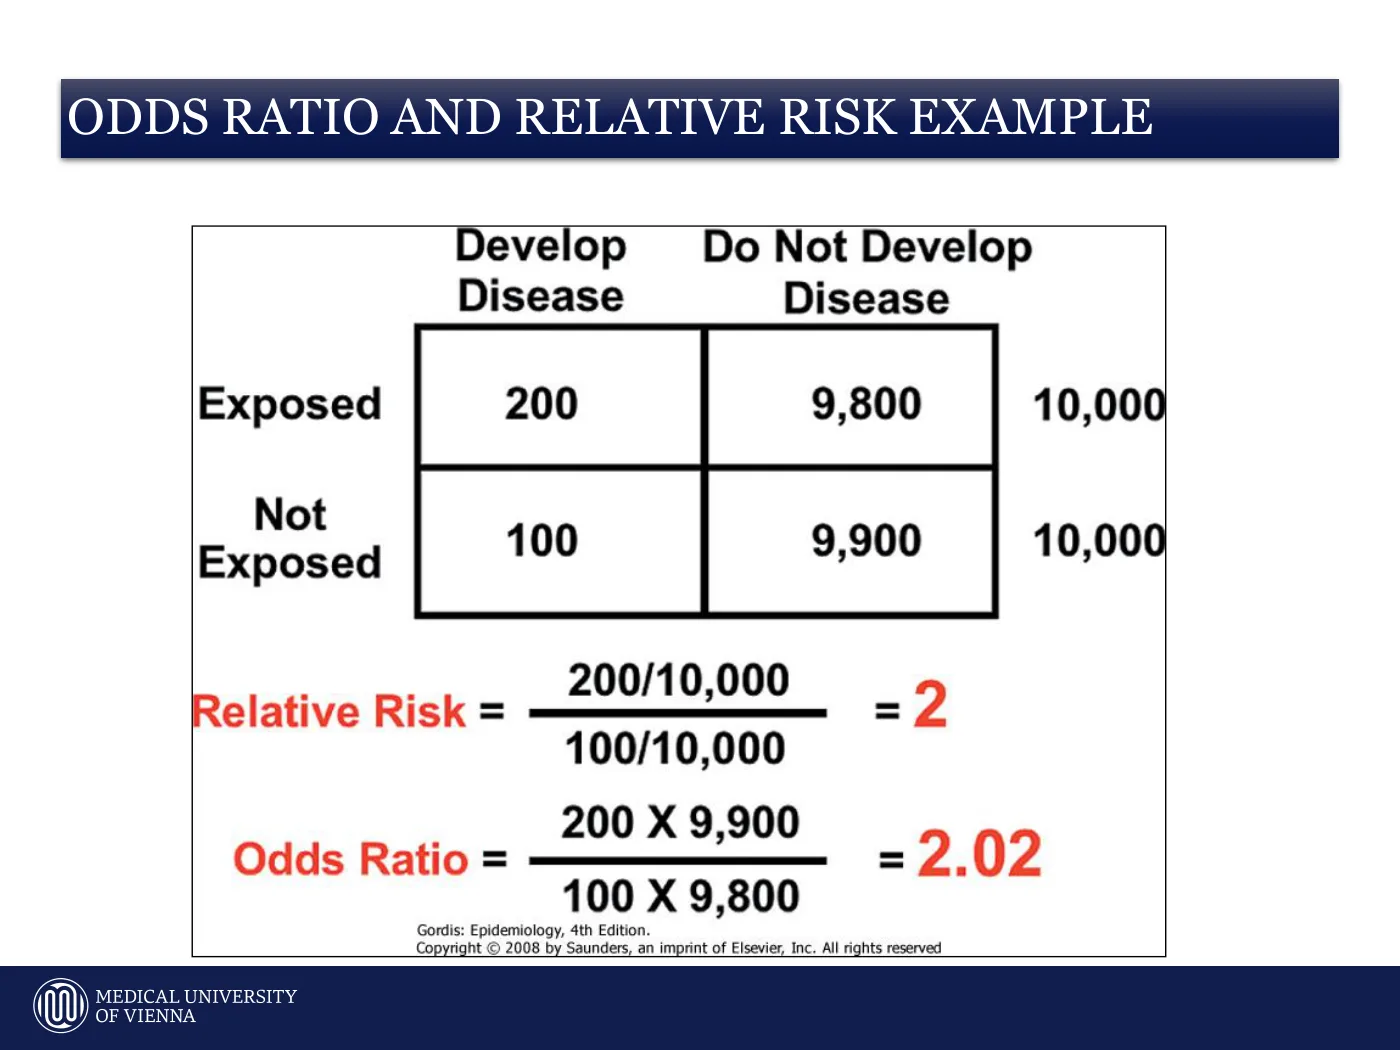 ODDS RATIO AND RELATIVE RISK EXAMPLE
Develop Do Not Develop
Disease Disease
Exposed 200 9,800 10,000
Not
Exposed 100 9,900 10,000
200/10,000
Relative Risk = = 2
100/10,000
200 X 9,900
Odds Ratio = = 2.02
100 X 9,800
Gordis: Epidemiology, 4th Edition.
Copyright © 2008 by Saunders, an imprint of Elsevier, Inc. All rights reserved
MEDICAL UNIVERSITY
OF VIENNA